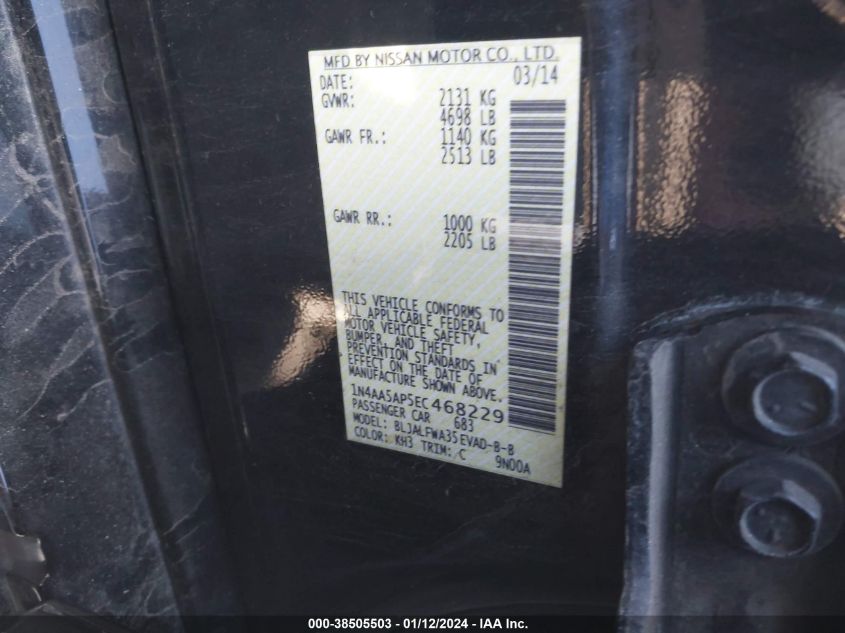 MFD BY NISSAN MOTOR CO., LTD.
DATE: 03/14
GVWR: 2131 KG
4698 LB
GAWR FR.: 1140 KG
2513 LB
GAWR RR.: 1000 KG
2205 LB
THIS VEHICLE CONFORMS TO
ALL APPLICABLE FEDERAL
MOTOR VEHICLE SAFETY,
BUMPER, AND THEFT
PREVENTION STANDARDS IN
EFFECT ON THE DATE OF
MANUFACTURE SHOWN ABOVE.
1N4AA5AP5EC468229
PASSENGER CAR 683
MODEL: BLJALFWA35EVAD-B-B
COLOR: KH3 TRIM: C 9N00A
000-38505503 - 01/12/2024 - IAA Inc.